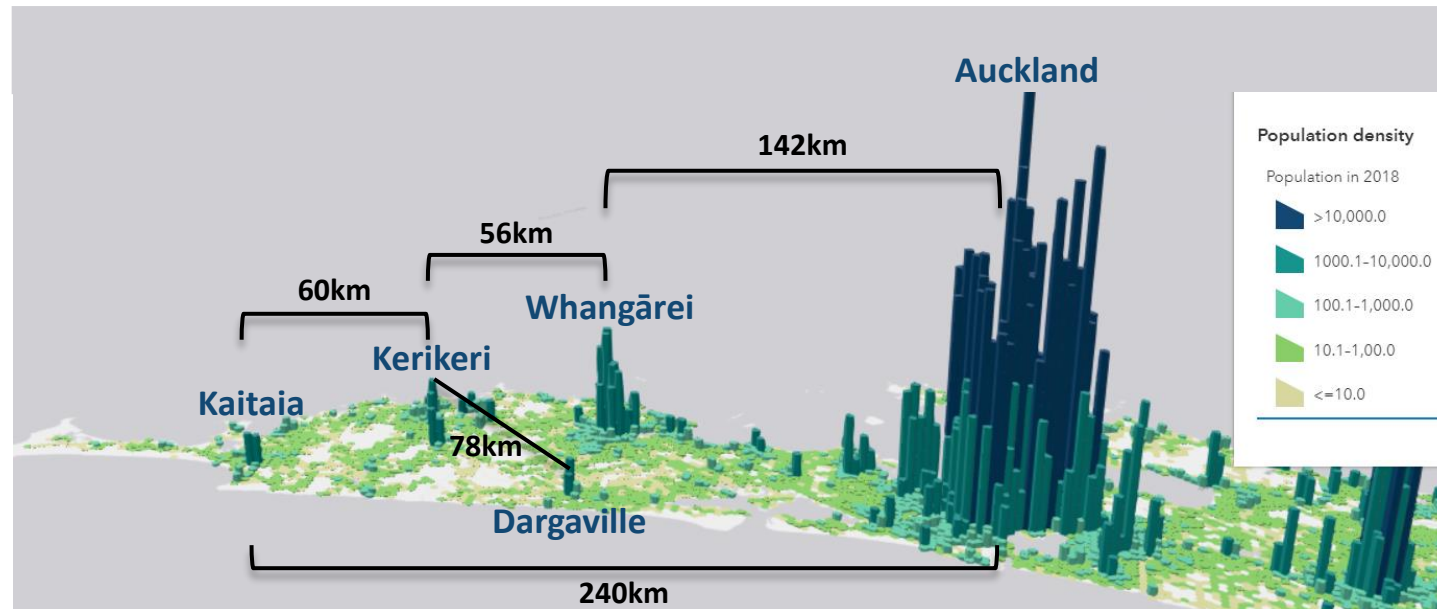 Auckland
142km
56km
60km
Whangārei
Kerikeri
Kaitaia
78km
Dargaville
240km
Population density
Population in 2018
>10,000.0
1000.1-10,000.0
100.1-1,000.0
10.1-1,00.0
<=10.0